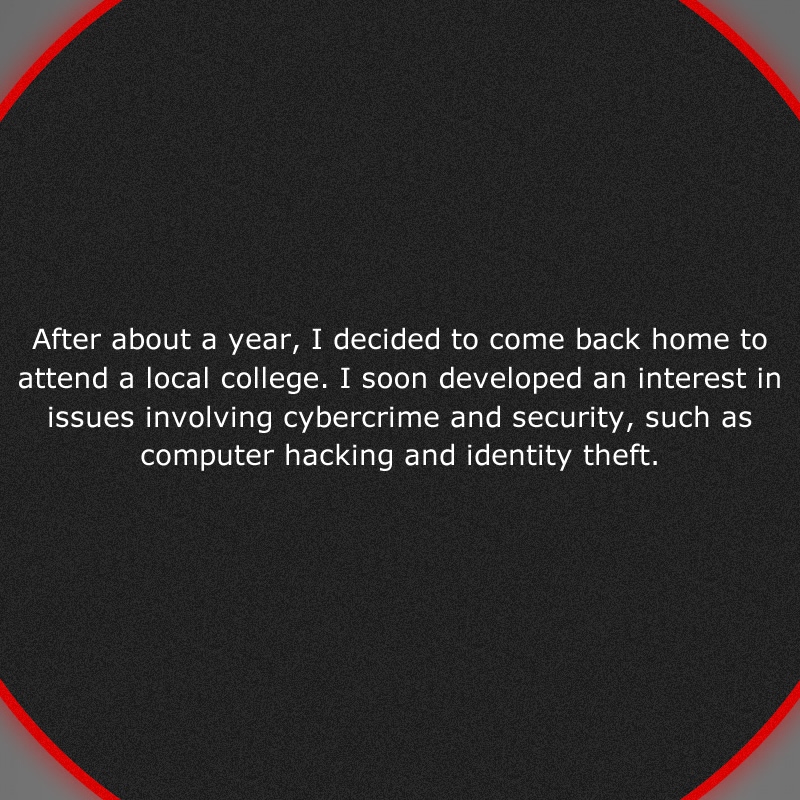 After about a year, I decided to come back home to
attend a local college. I soon developed an interest in
issues involving cybercrime and security, such as
computer hacking and identity theft.